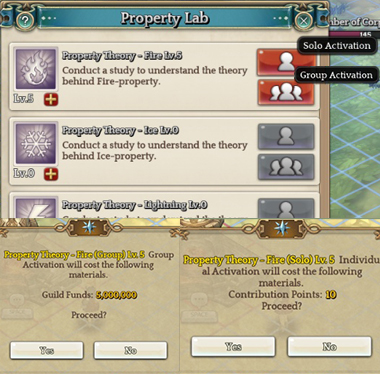 Property Lab
mber of Cor
145
Solo Activation
Group Activation
Property Theory - Fire Lv.5
Conduct a study to understand the theory
behind Fire-property.
Lv.5
Property Theory - Ice Lv.0
Conduct a study to understand the theory
behind Ice-property.
Lv.0
Property Theory - Lightning Lv.0
Property Theory - Fire (Group) Lv. 5 Group
Activation will cost the following
materials.
Guild Funds: 5,000,000
Proceed?
Yes
No
Property Theory - Fire (Solo) Lv. 5 Individu
al Activation will cost the following
materials.
Contribution Points: 10
Proceed?
Yes
No